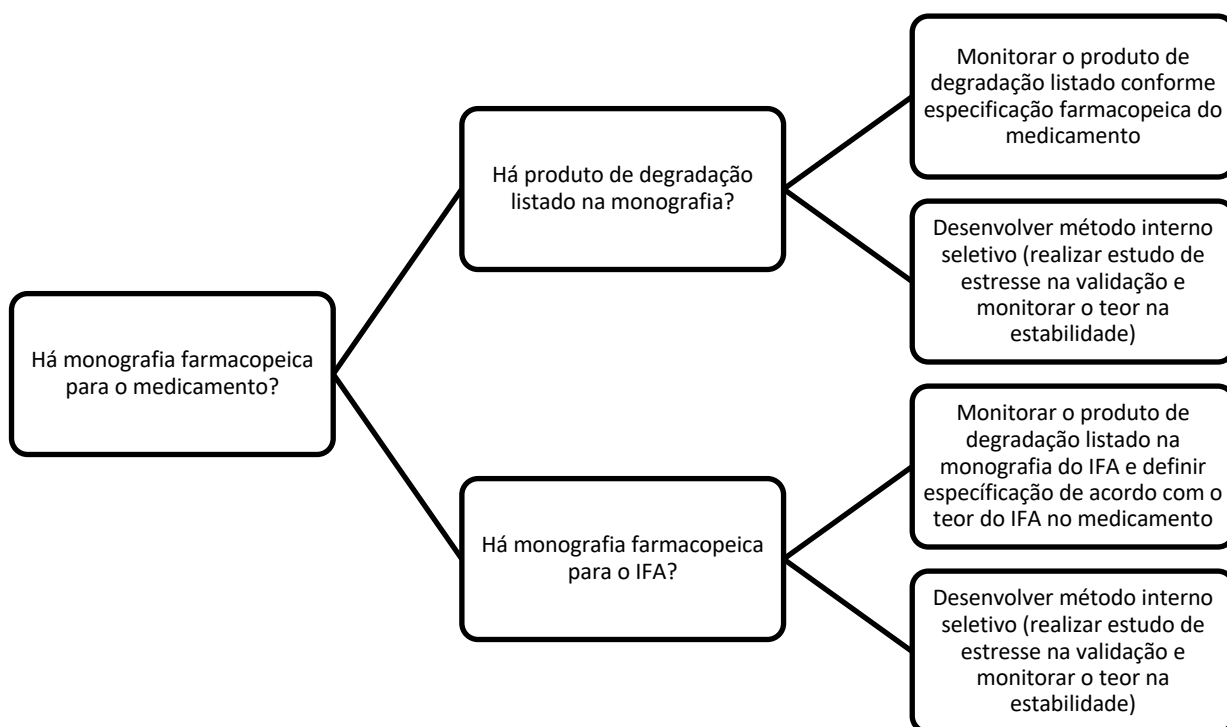 Há monografia farmacopeica
para o medicamento?
Há produto de degradação
listado na monografia?
Monitorar o produto de
degradação listado conforme
especificação farmacopeica do
medicamento
Desenvolver método interno
seletivo (realizar estudo de
estresse na validação e
monitorar o teor na
estabilidade)
Há monografia farmacopeica
para o IFA?
Monitorar o produto de
degradação listado na
monografia do IFA e definir
específicação de acordo com o
teor do IFA no medicamento
Desenvolver método interno
seletivo (realizar estudo de
estresse na validação e
monitorar o teor na
estabilidade)